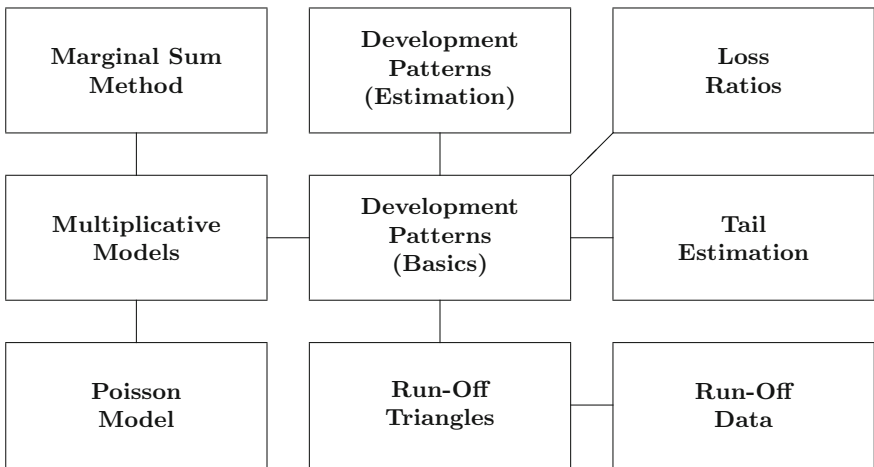 Marginal Sum
Method
Development
Patterns
(Estimation)
Loss
Ratios
Multiplicative
Models
Development
Patterns
(Basics)
Tail
Estimation
Poisson
Model
Run-Off
Triangles
Run-Off
Data